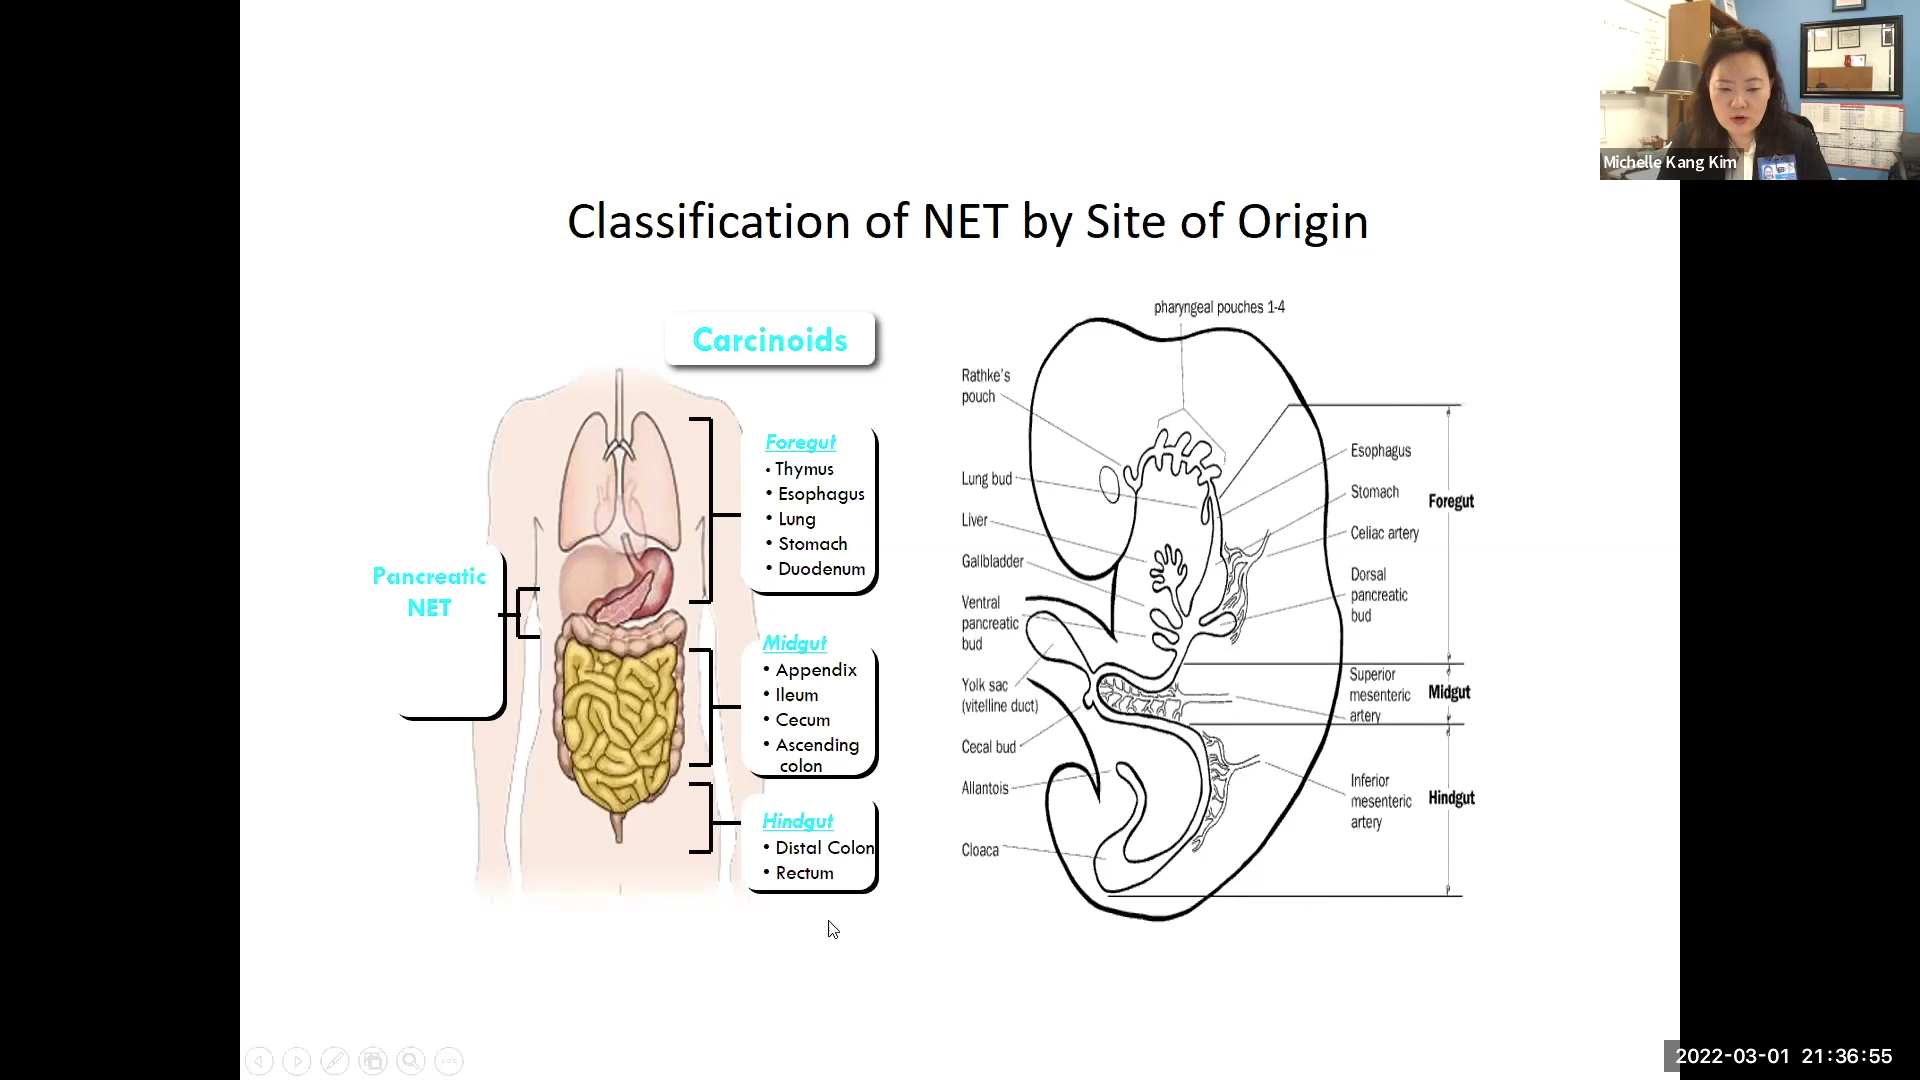 Michelle Kang Kim
Classification of NET by Site of Origin
Carcinoids
Foregut
• Thymus
• Esophagus
• Lung
• Stomach
• Duodenum
Pancreatic
NET
Midgut
• Appendix
• Ileum
• Cecum
• Ascending
colon
Hindgut
• Distal Colon
• Rectum
pharyngeal pouches 1-4
Rathke's
pouch
Lung bud
Liver
Gallbladder
Ventral
pancreatic
bud
Yolk sac
(vitelline duct)
Cecal bud
Allantois
Cloaca
Esophagus
Stomach
Celiac artery
Dorsal
pancreatic
bud
Superior
mesenteric
artery
Inferior
mesenteric
artery
Foregut
Midgut
Hindgut
2022-03-01 21:36:55